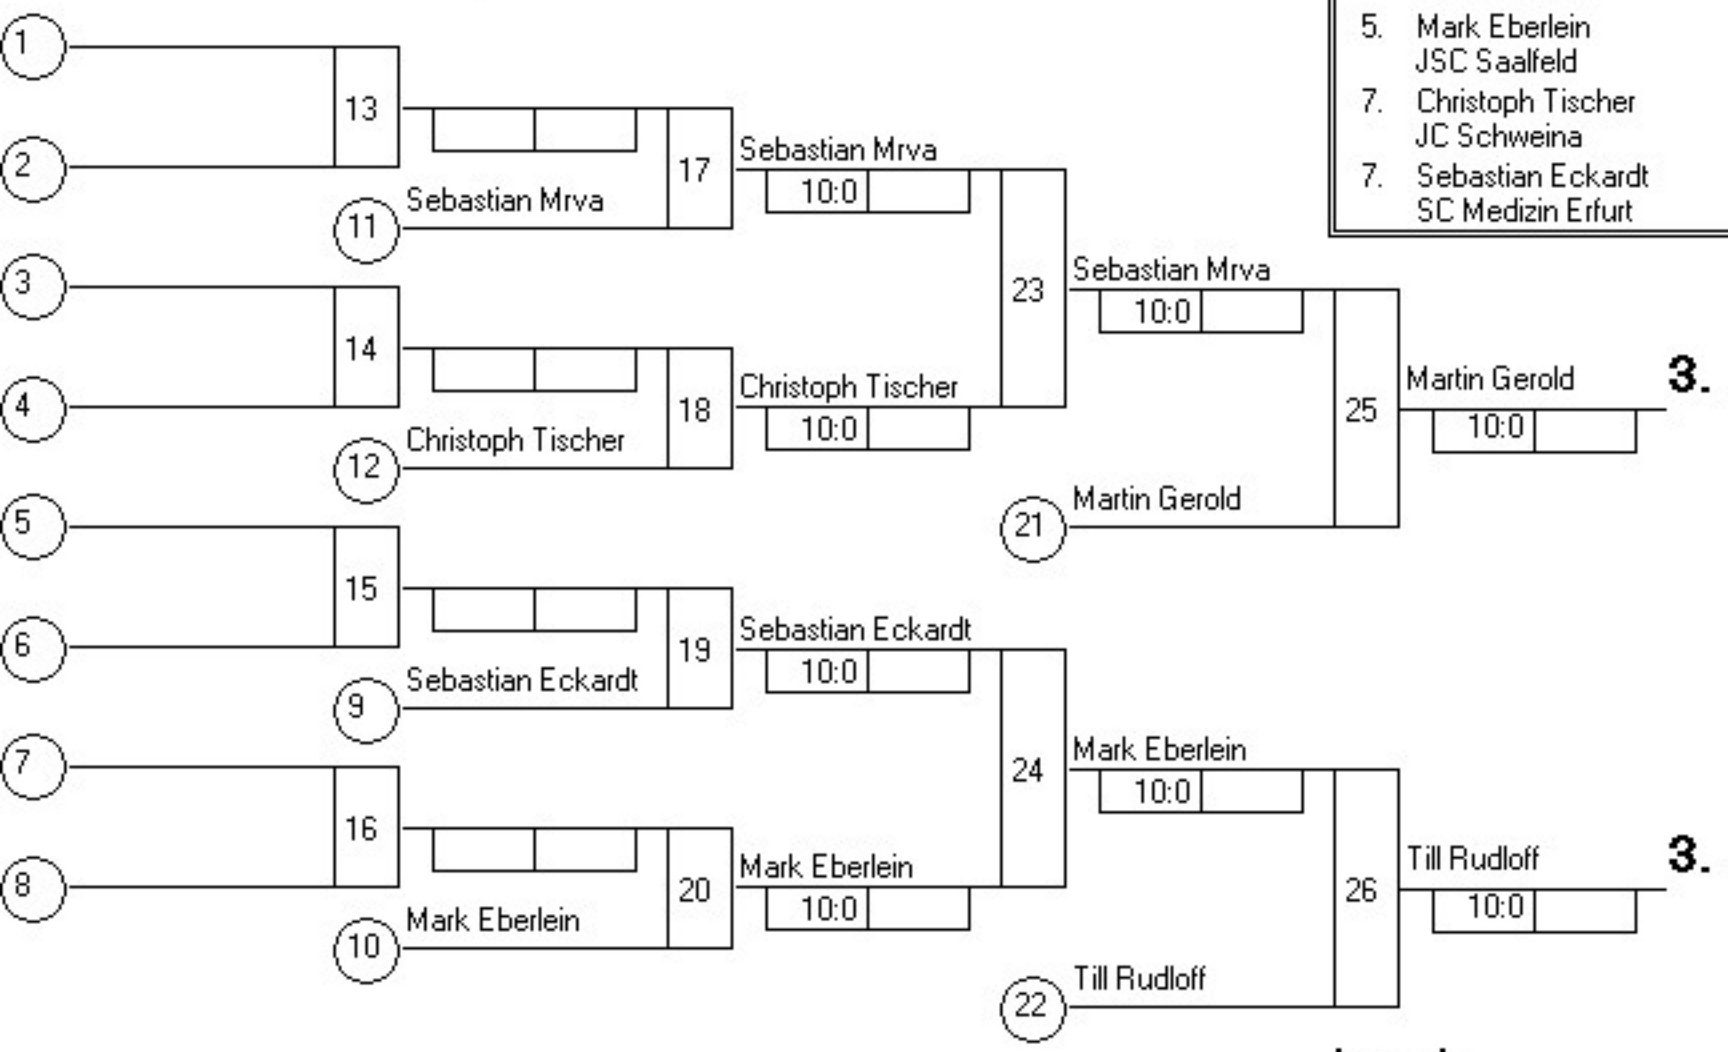 1
5. Mark Eberlein
JSC Saalfeld
7. Christoph Tischer
JC Schweina
7. Sebastian Eckardt
SC Medizin Erfurt
13
2
Sebastian Mrva
17
10:0
Sebastian Mrva
11
3
Sebastian Mrva
23
10:0
14
Christoph Tischer
18
10:0
4
Christoph Tischer
12
Martin Gerold
3.
25
10:0
Martin Gerold
21
5
15
Sebastian Eckardt
19
10:0
6
Sebastian Eckardt
9
7
Mark Eberlein
24
10:0
16
Mark Eberlein
20
10:0
8
Mark Eberlein
10
Till Rudloff
3.
26
10:0
Till Rudloff
22